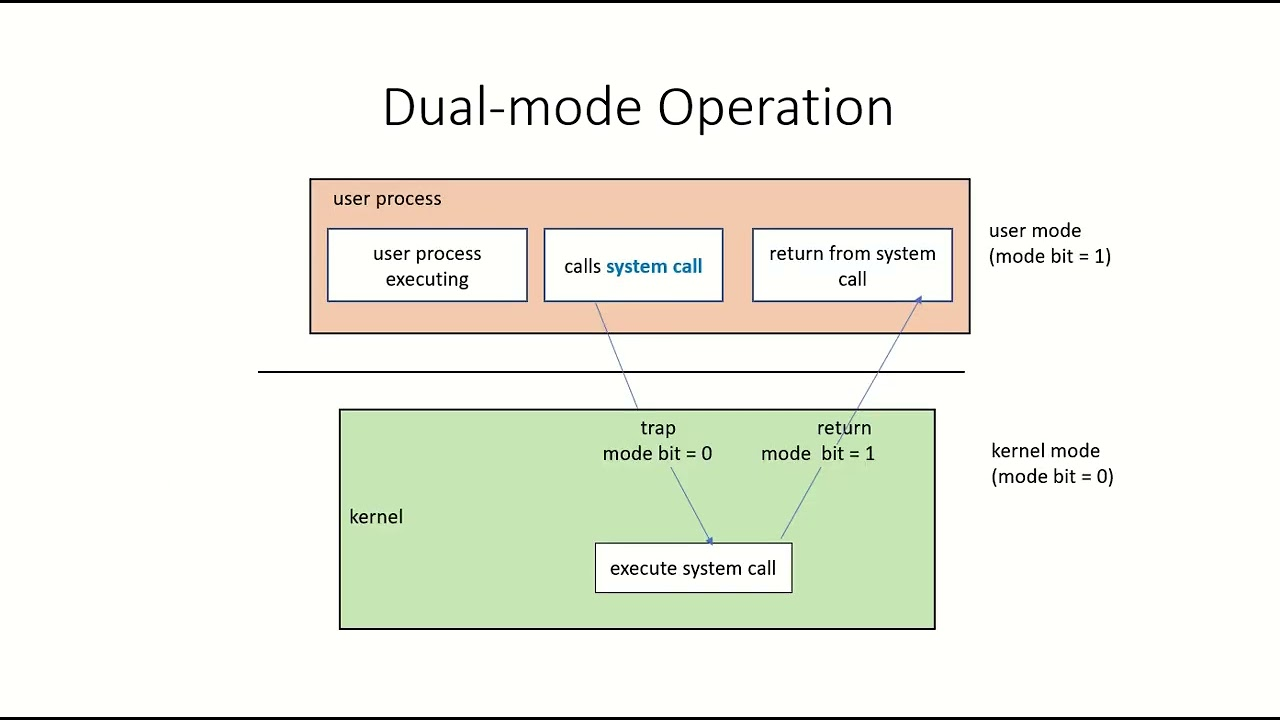 Dual-mode Operation
user process
user process
executing
calls system call
return from system
call
user mode
(mode bit = 1)
trap
mode bit = 0
return
mode  bit = 1
kernel mode
(mode bit = 0)
kernel
execute system call